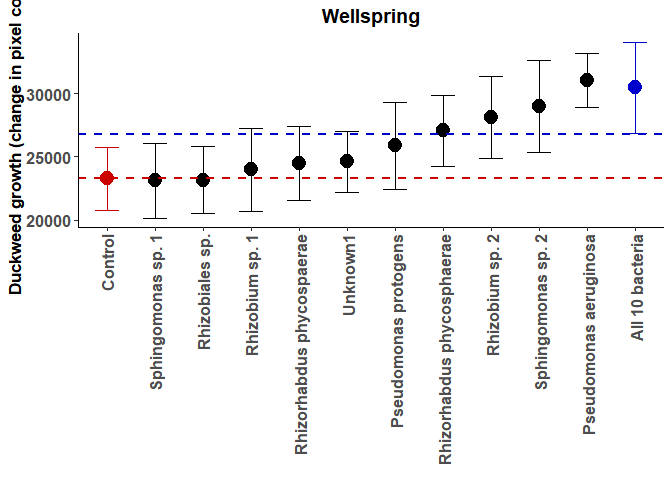 Wellspring
Duckweed growth (change in pixel co
30000
25000
20000
Control
Sphingomonas sp. 1
Rhizobiales sp.
Rhizobium sp. 1
Rhizorhabdus phycospaerae
Unknown1
Pseudomonas protogens
Rhizorhabdus phycosphaerae
Rhizobium sp. 2
Sphingomonas sp. 2
Pseudomonas aeruginosa
All 10 bacteria